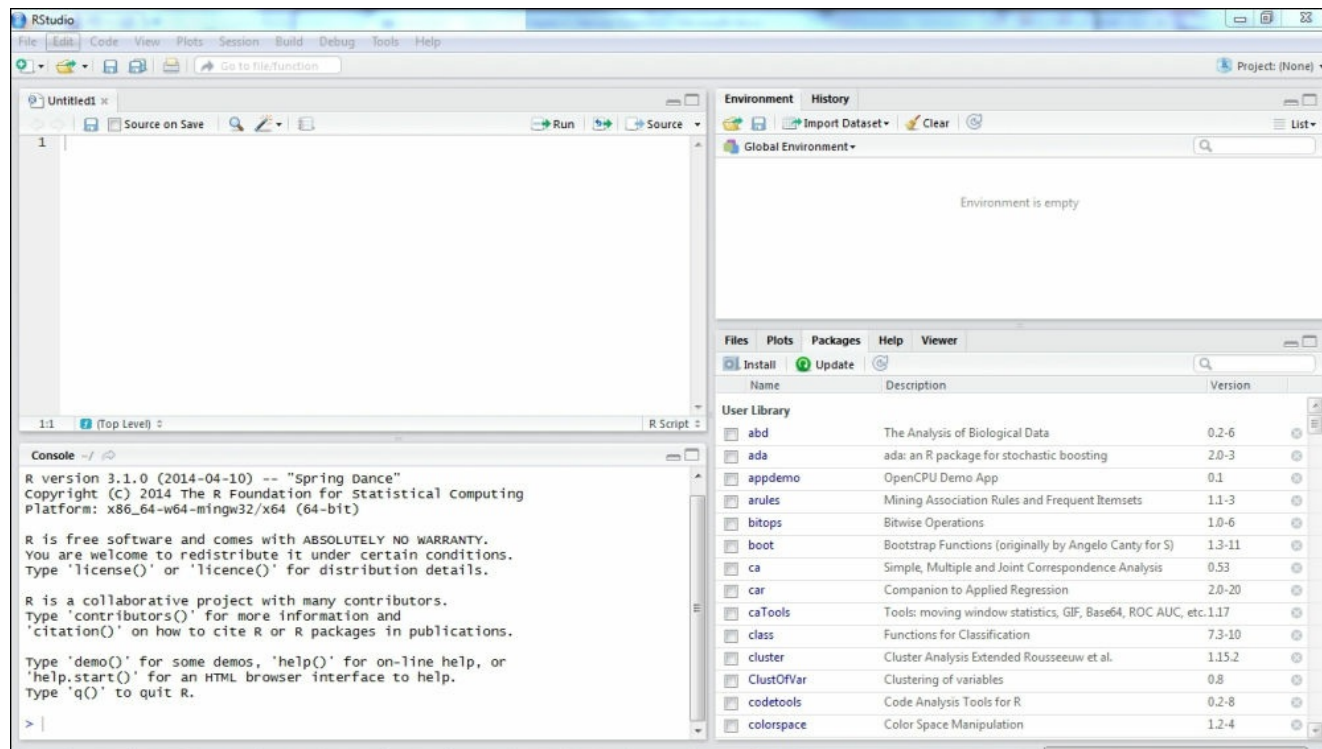 RStudio
File Edit Code View Plots Session Build Debug Tools Help
Go to file/function
Project: (None)
Untitled1
Source on Save
Run
Source
1
1:1 (Top Level)
R Script
Console ~/
R version 3.1.0 (2014-04-10) -- "Spring Dance"
Copyright (C) 2014 The R Foundation for Statistical Computing
Platform: x86_64-w64-mingw32/x64 (64-bit)
R is free software and comes with ABSOLUTELY NO WARRANTY.
You are welcome to redistribute it under certain conditions.
Type 'license()' or 'licence()' for distribution details.
R is a collaborative project with many contributors.
Type 'contributors()' for more information and
'citation()' on how to cite R or R packages in publications.
Type 'demo()' for some demos, 'help()' for on-line help, or
'help.start()' for an HTML browser interface to help.
Type 'q()' to quit R.
>
Environment History
Import Dataset Clear
List
Global Environment
Environment is empty
Files Plots Packages Help Viewer
Install Update
Name Description Version
User Library
abd The Analysis of Biological Data 0.2-6
ada ada: an R package for stochastic boosting 2.0-3
appdemo OpenCPU Demo App 0.1
arules Mining Association Rules and Frequent Itemsets 1.1-3
bitops Bitwise Operations 1.0-6
boot Bootstrap Functions (originally by Angelo Canty for S) 1.3-11
ca Simple, Multiple and Joint Correspondence Analysis 0.53
car Companion to Applied Regression 2.0-20
caTools Tools: moving window statistics, GIF, Base64, ROC AUC, etc. 1.17
class Functions for Classification 7.3-10
cluster Cluster Analysis Extended Rousseeuw et al. 1.15.2
ClustOfVar Clustering of variables 0.8
codetools Code Analysis Tools for R 0.2-8
colorspace Color Space Manipulation 1.2-4